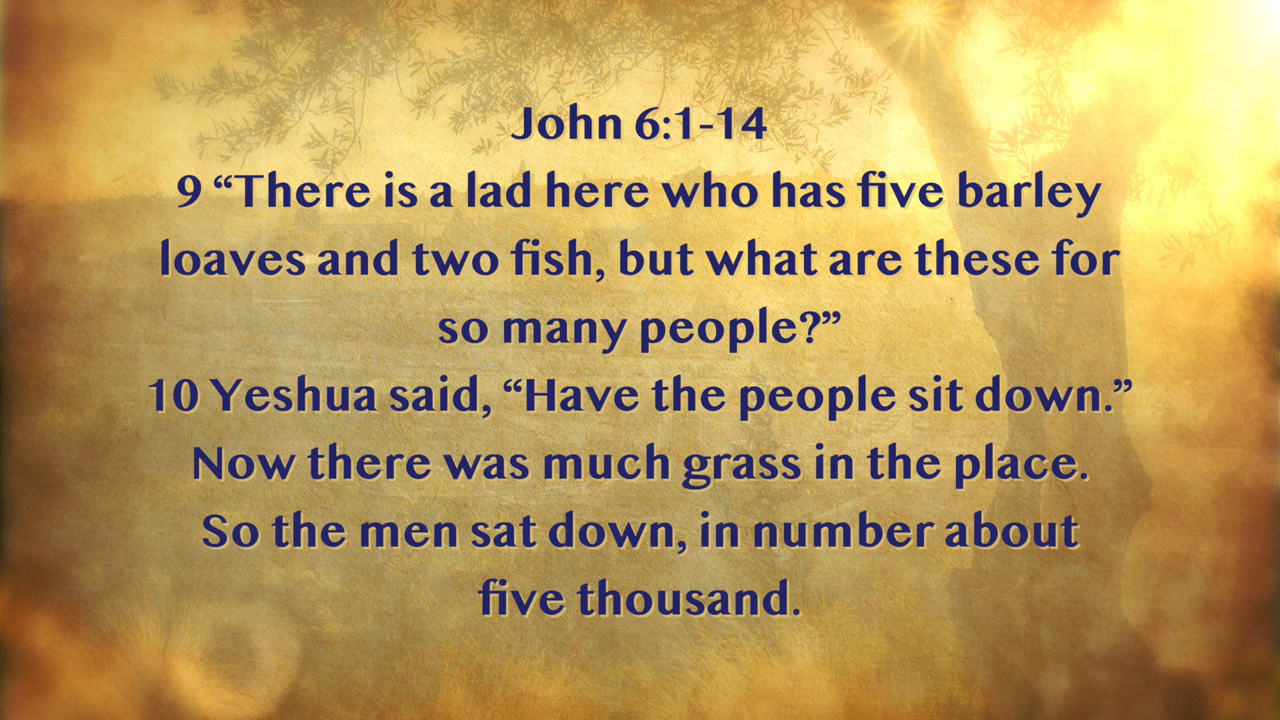 John 6:1-14
9 “There is a lad here who has five barley
loaves and two fish, but what are these for
so many people?”
10 Yeshua said, “Have the people sit down.”
Now there was much grass in the place.
So the men sat down, in number about
five thousand.